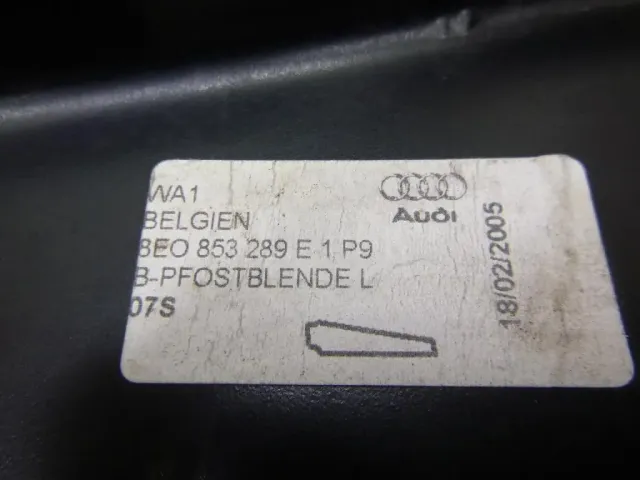 WA1
BELGIEN
8E0 853 289 E 1 P9
B-PFOSTBLENDE L
07S
Audi
18/02/2005